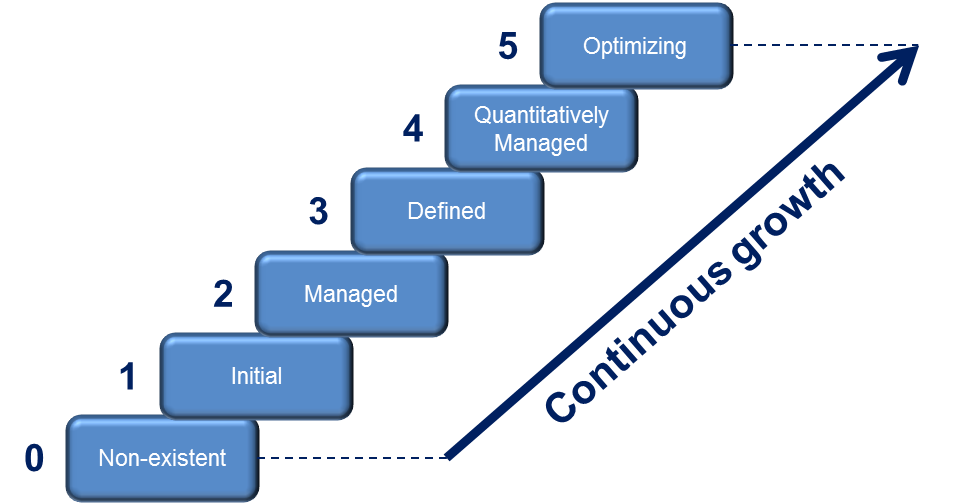 5
Optimizing
4
Quantitatively
Managed
3
Defined
2
Managed
1
Initial
0
Non-existent
Continuous growth